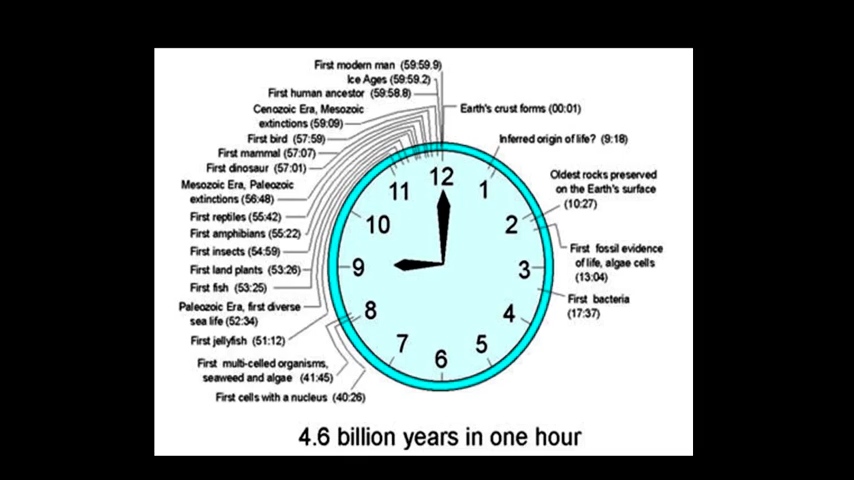 First modern man (59:59.9)
Ice Ages (59:59.2)
First human ancestor (59:58.8)
Cenozoic Era, Mesozoic
extinctions (59:09)
First bird (57:59)
First mammal (57:07)
First dinosaur (57:01)
Mesozoic Era, Paleozoic
extinctions (56:48)
First reptiles (55:42)
First amphibians (55:22)
First insects (54:59)
First land plants (53:26)
First fish (53:25)
Paleozoic Era, first diverse
sea life (52:34)
First jellyfish (51:12)
First multi-celled organisms,
seaweed and algae (41:45)
First cells with a nucleus (40:26)
Earth's crust forms (00:01)
Inferred origin of life? (9:18)
Oldest rocks preserved
on the Earth's surface
(10:27)
First fossil evidence
of life, algae cells
(13:04)
First bacteria
(17:37)
12
1
2
3
4
5
6
7
8
9
10
11
4.6 billion years in one hour